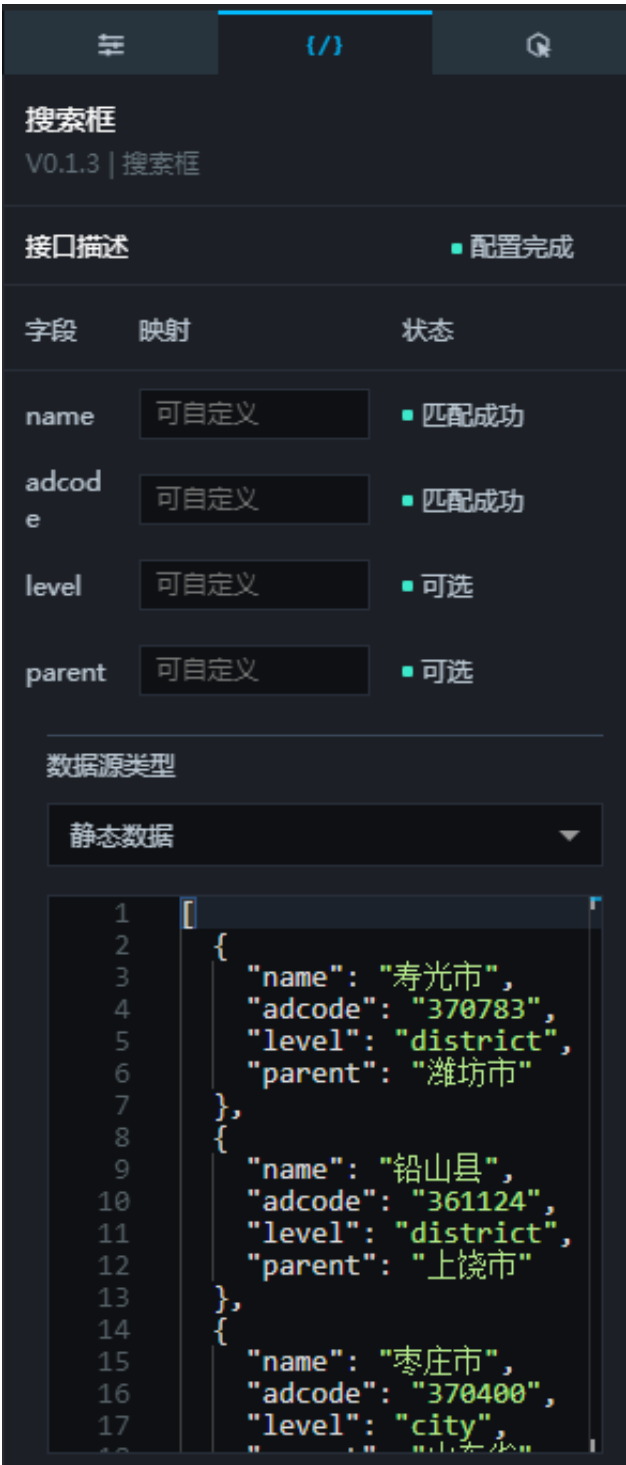 {/}
搜索框
V0.1.3 | 搜索框
接口描述 配置完成
字段 映射 状态
name 可自定义 匹配成功
adcod
e 可自定义 匹配成功
level 可自定义 可选
parent 可自定义 可选
数据源类型
静态数据
1 [
2 {
3 "name": "寿光市",
4 "adcode": "370783",
5 "level": "district",
6 "parent": "潍坊市"
7 },
8 {
9 "name": "铅山县",
10 "adcode": "361124",
11 "level": "district",
12 "parent": "上饶市"
13 },
14 {
15 "name": "枣庄市",
16 "adcode": "370400",
17 "level": "city",